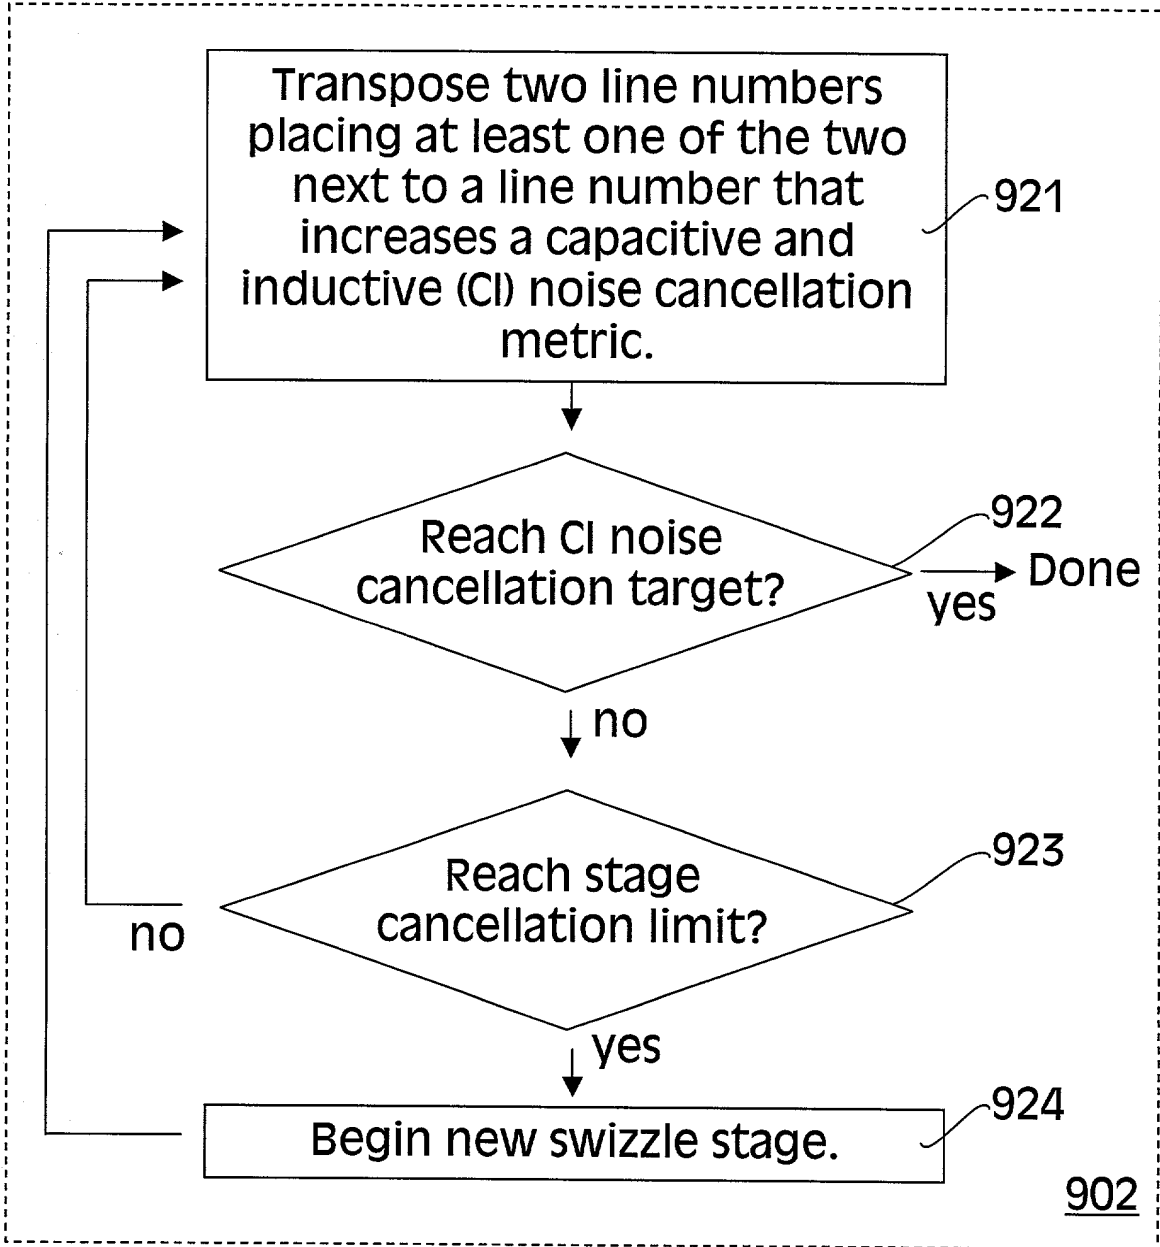 Transpose two line numbers
placing at least one of the two
next to a line number that
increases a capacitive and
inductive (CI) noise cancellation
metric.
921
Reach CI noise
cancellation target?
922
yes
Done
no
Reach stage
cancellation limit?
923
no
yes
Begin new swizzle stage.
924
902